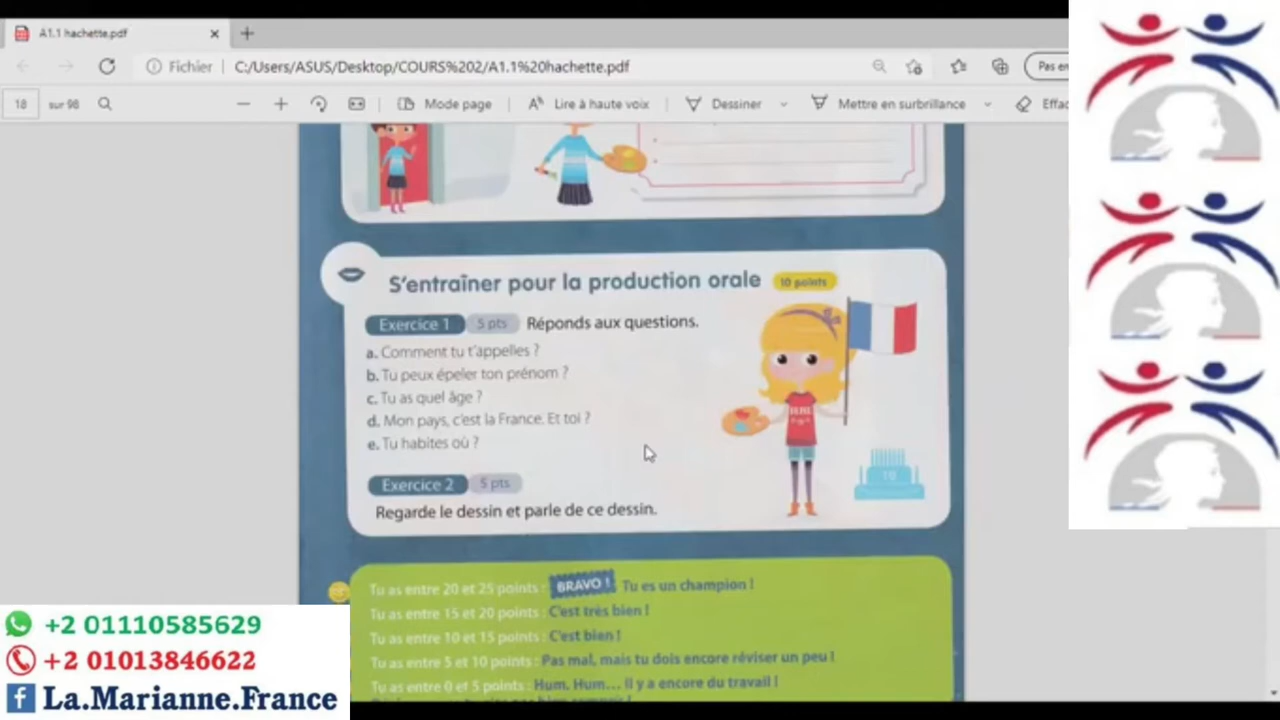 A1.1 hachette.pdf
Fichier
C:/Users/ASUS/Desktop/COURS%202/A1.1%20hachette.pdf
Pas en
18 sur 98
Mode page
Lire à haute voix
Dessiner
Mettre en surbrillance
Effac
S'entraîner pour la production orale 10 points
Exercice 1 5 pts Réponds aux questions.
a. Comment tu t'appelles ?
b. Tu peux épeler ton prénom ?
c. Tu as quel âge ?
d. Mon pays, c'est la France. Et toi ?
e. Tu habites où ?
Exercice 2 5 pts
Regarde le dessin et parle de ce dessin.
10
Tu as entre 20 et 25 points : BRAVO ! Tu es un champion !
Tu as entre 15 et 20 points : C'est très bien !
Tu as entre 10 et 15 points : C'est bien !
Tu as entre 5 et 10 points : Pas mal, mais tu dois encore réviser un peu !
Tu as entre 0 et 5 points : Hum. Hum... Il y a encore du travail !
+2 01110585629
+2 01013846622
La.Marianne.France